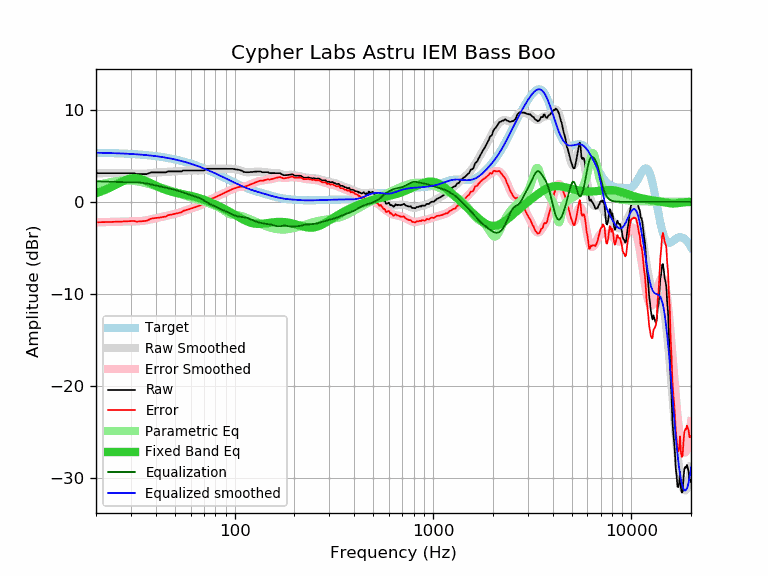 Cypher Labs Astru IEM Bass Boo
Amplitude (dBr)
10
0
−10
−20
−30
Target
Raw Smoothed
Error Smoothed
Raw
Error
Parametric Eq
Fixed Band Eq
Equalization
Equalized smoothed
100
1000
10000
Frequency (Hz)